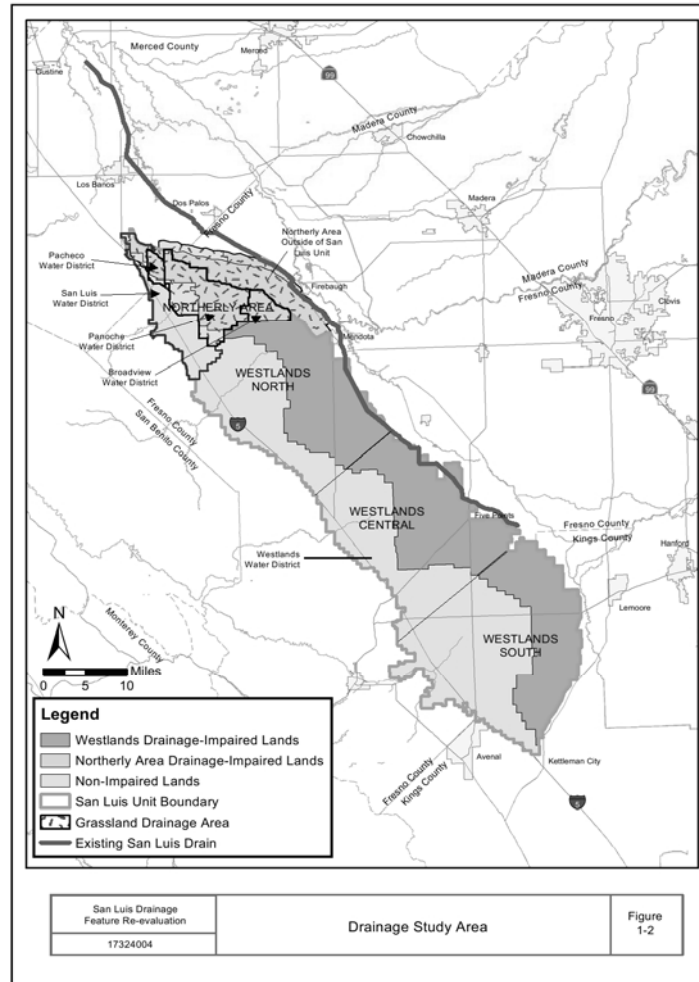 Merced County
Merced
Gustine
99
Madera County
Chowchilla
Los Banos
Dos Palos
Fresno County
Madera
Northerly Area
Outside of San
Luis Unit
Pacheco
Water District
San Luis
Water District
NORTHERLY AREA
Firebaugh
Madera County
Fresno County
Clovis
Fresno
Panoche
Water District
Mendota
Broadview
Water District
WESTLANDS
NORTH
99
Fresno County
San Benito County
5
WESTLANDS
CENTRAL
Five Points
Fresno County
Kings County
Hanford
Westlands
Water District
Lemoore
N
Monterey County
WESTLANDS
SOUTH
Miles
0 5 10
Legend
Westlands Drainage-Impaired Lands
Northerly Area Drainage-Impaired Lands
Non-Impaired Lands
San Luis Unit Boundary
Grassland Drainage Area
Existing San Luis Drain
Fresno County
Kings County
Avenal
Kettleman City
5
San Luis Drainage
Feature Re-evaluation
17324004
Drainage Study Area
Figure
1-2